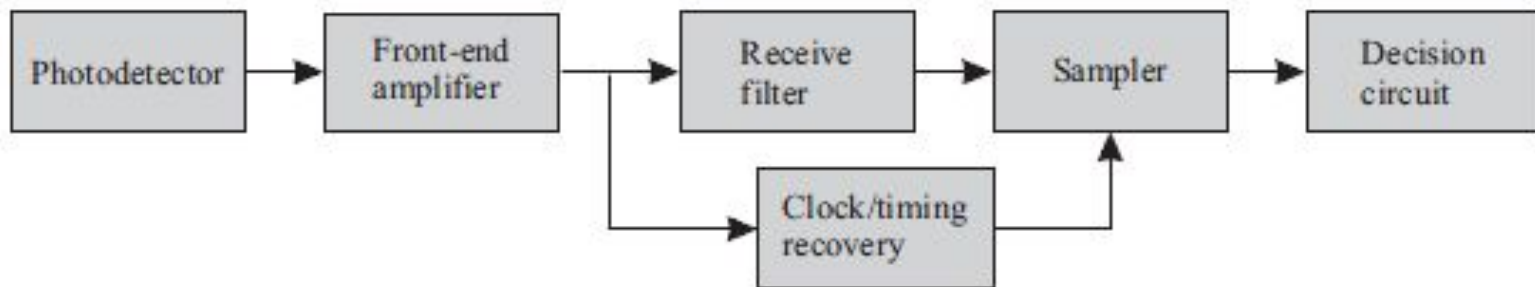 Photodetector
Front-end
amplifier
Receive
filter
Sampler
Decision
circuit
Clock/timing
recovery